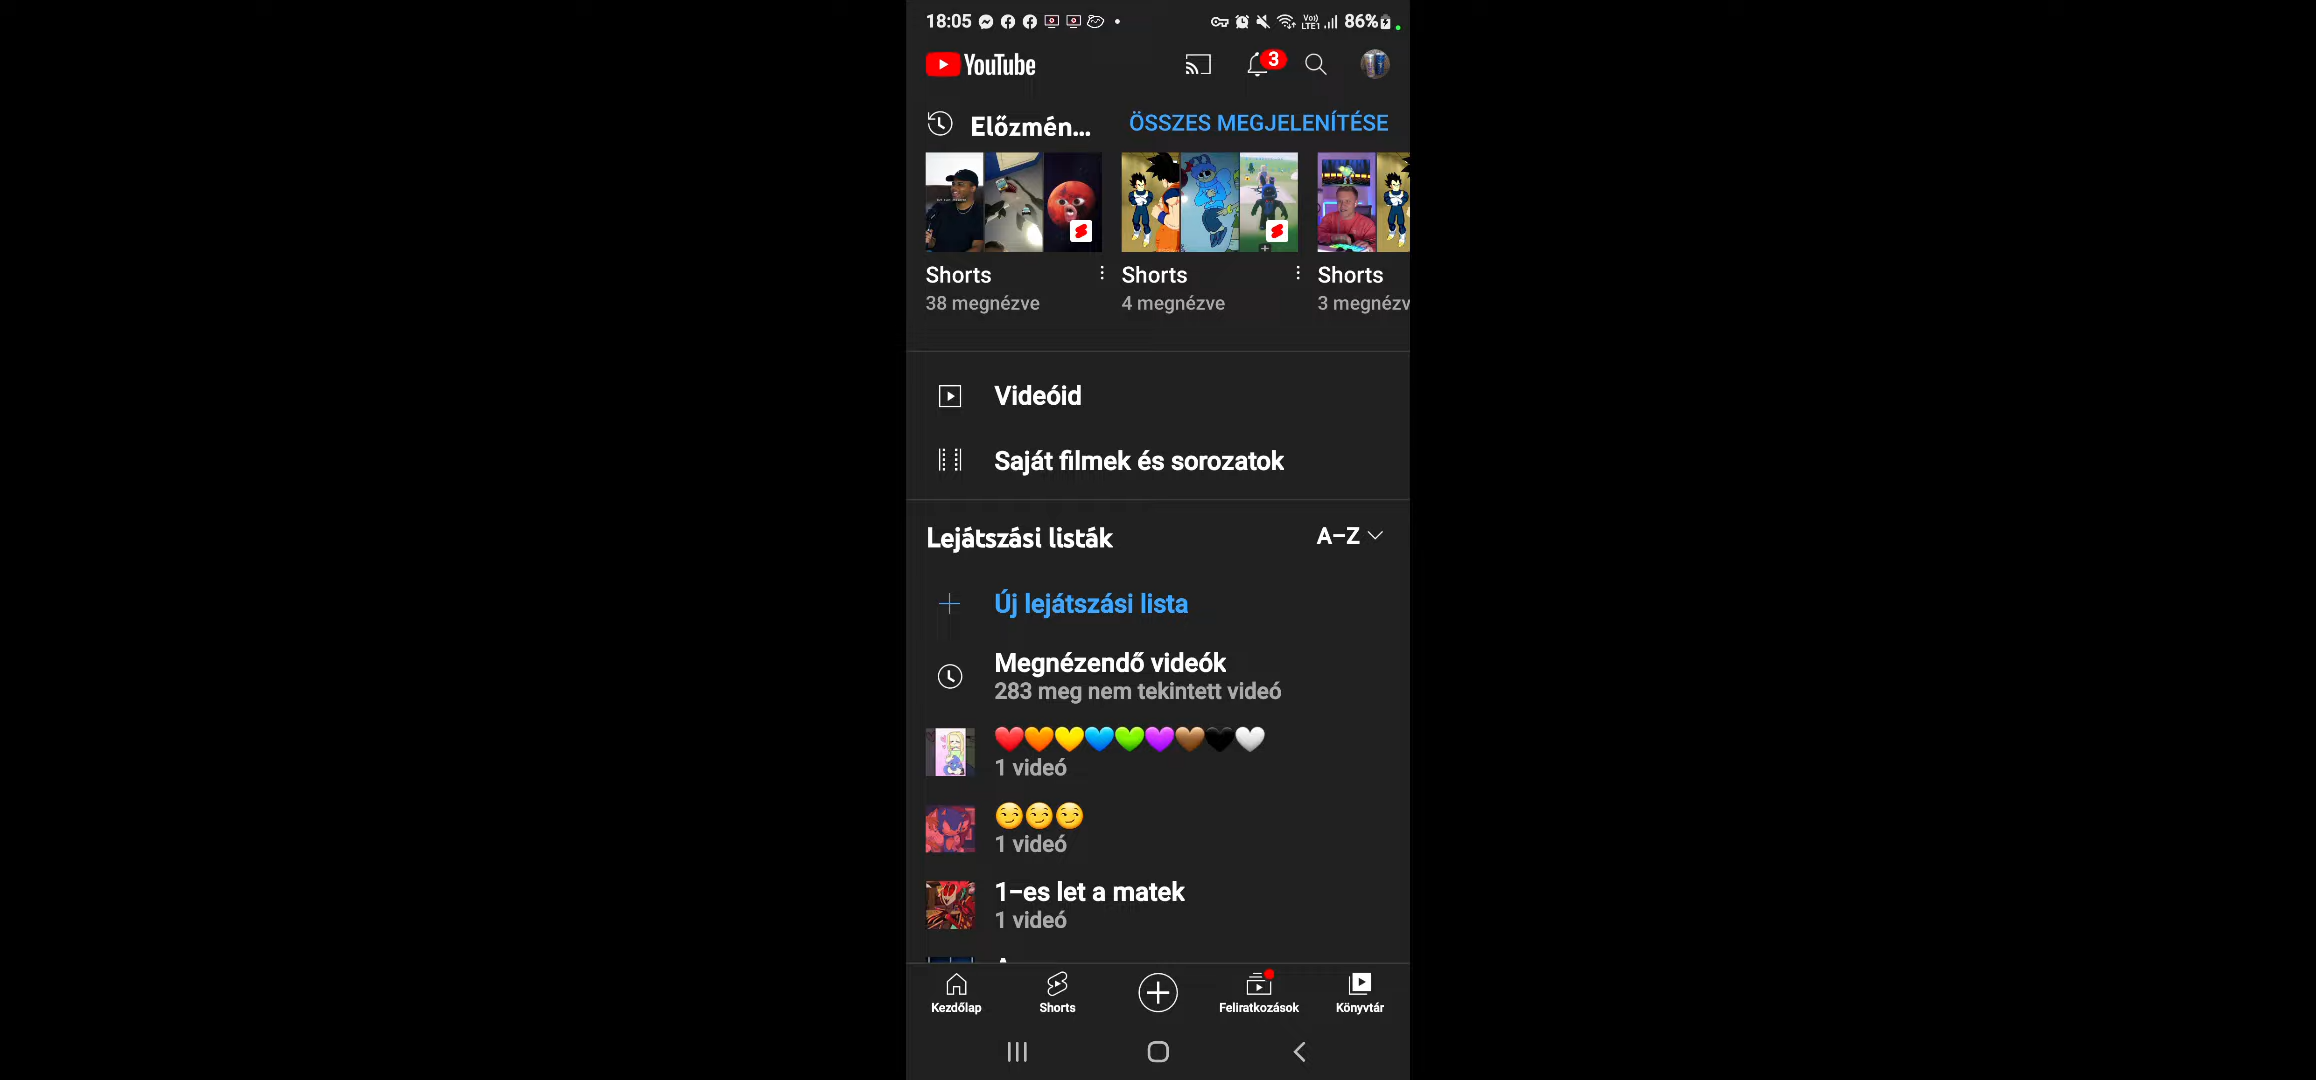 18:05 Vo) LTE1 86%
YouTube 3
Előzmén... ÖSSZES MEGJELENÍTÉSE
Shorts Shorts Shorts
38 megnézve 4 megnézve 3 megnézv
Videóid
Saját filmek és sorozatok
Lejátszási listák A–Z
Új lejátszási lista
Megnézendő videók
283 meg nem tekintett videó
❤️🧡💛💙💚💜🤎🖤🤍
1 videó
😏😏😏
1 videó
1–es let a matek
1 videó
Kezdőlap Shorts Feliratkozások Könyvtár